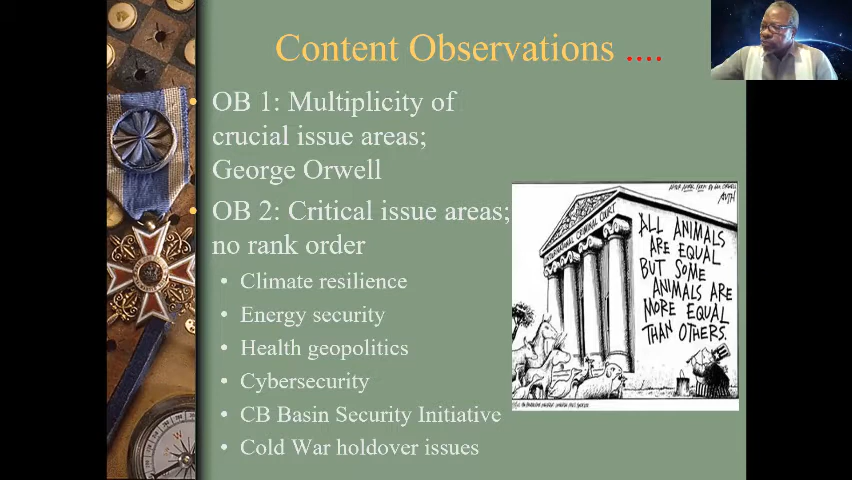 Content Observations ....
OB 1: Multiplicity of
crucial issue areas;
George Orwell
OB 2: Critical issue areas;
no rank order
• Climate resilience
• Energy security
• Health geopolitics
• Cybersecurity
• CB Basin Security Initiative
• Cold War holdover issues
AUTH
INTERNATIONAL CRIMINAL COURT
ALL ANIMALS
ARE EQUAL
BUT SOME
ANIMALS ARE
MORE EQUAL
THAN OTHERS.